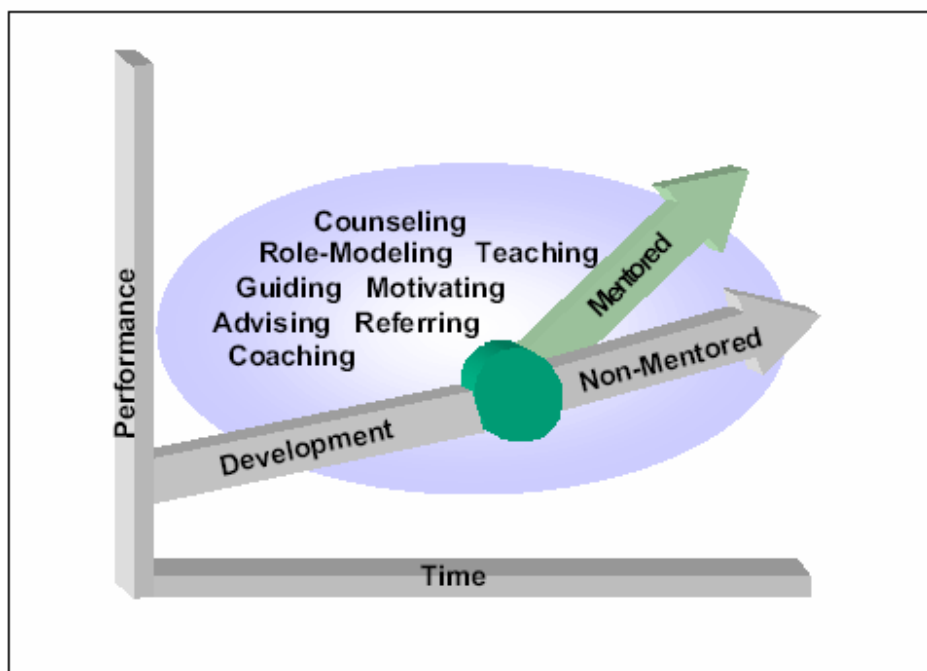 Counseling
Role-Modeling Teaching
Guiding Motivating
Advising Referring
Coaching
Mentored
Non-Mentored
Development
Performance
Time